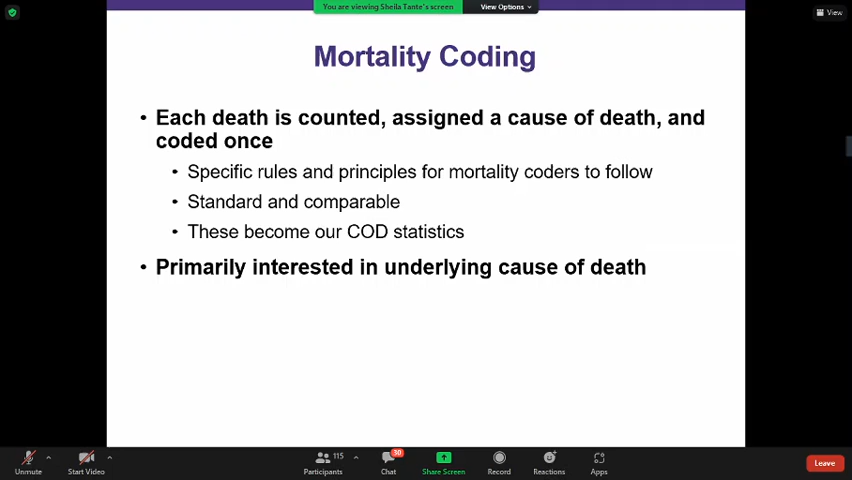 You are viewing Sheila Tante's screen
View Options
View
Mortality Coding
• Each death is counted, assigned a cause of death, and
coded once
• Specific rules and principles for mortality coders to follow
• Standard and comparable
• These become our COD statistics
• Primarily interested in underlying cause of death
Unmute
Start Video
115
Participants
30
Chat
Share Screen
Record
Reactions
Apps
Leave